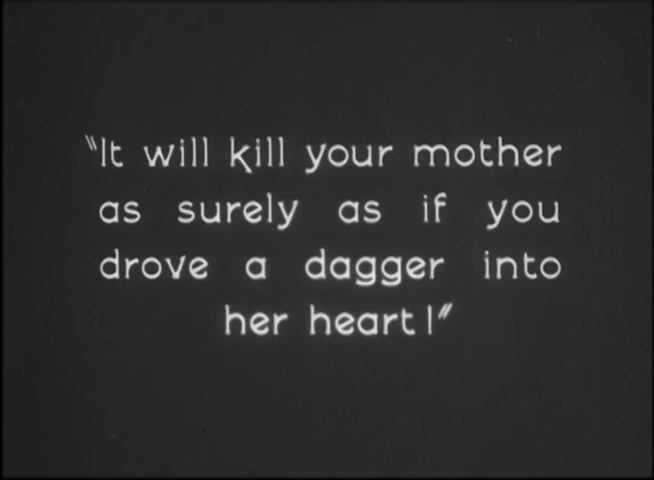 "It will kill your mother
as surely as if you
drove a dagger into
her heart!"